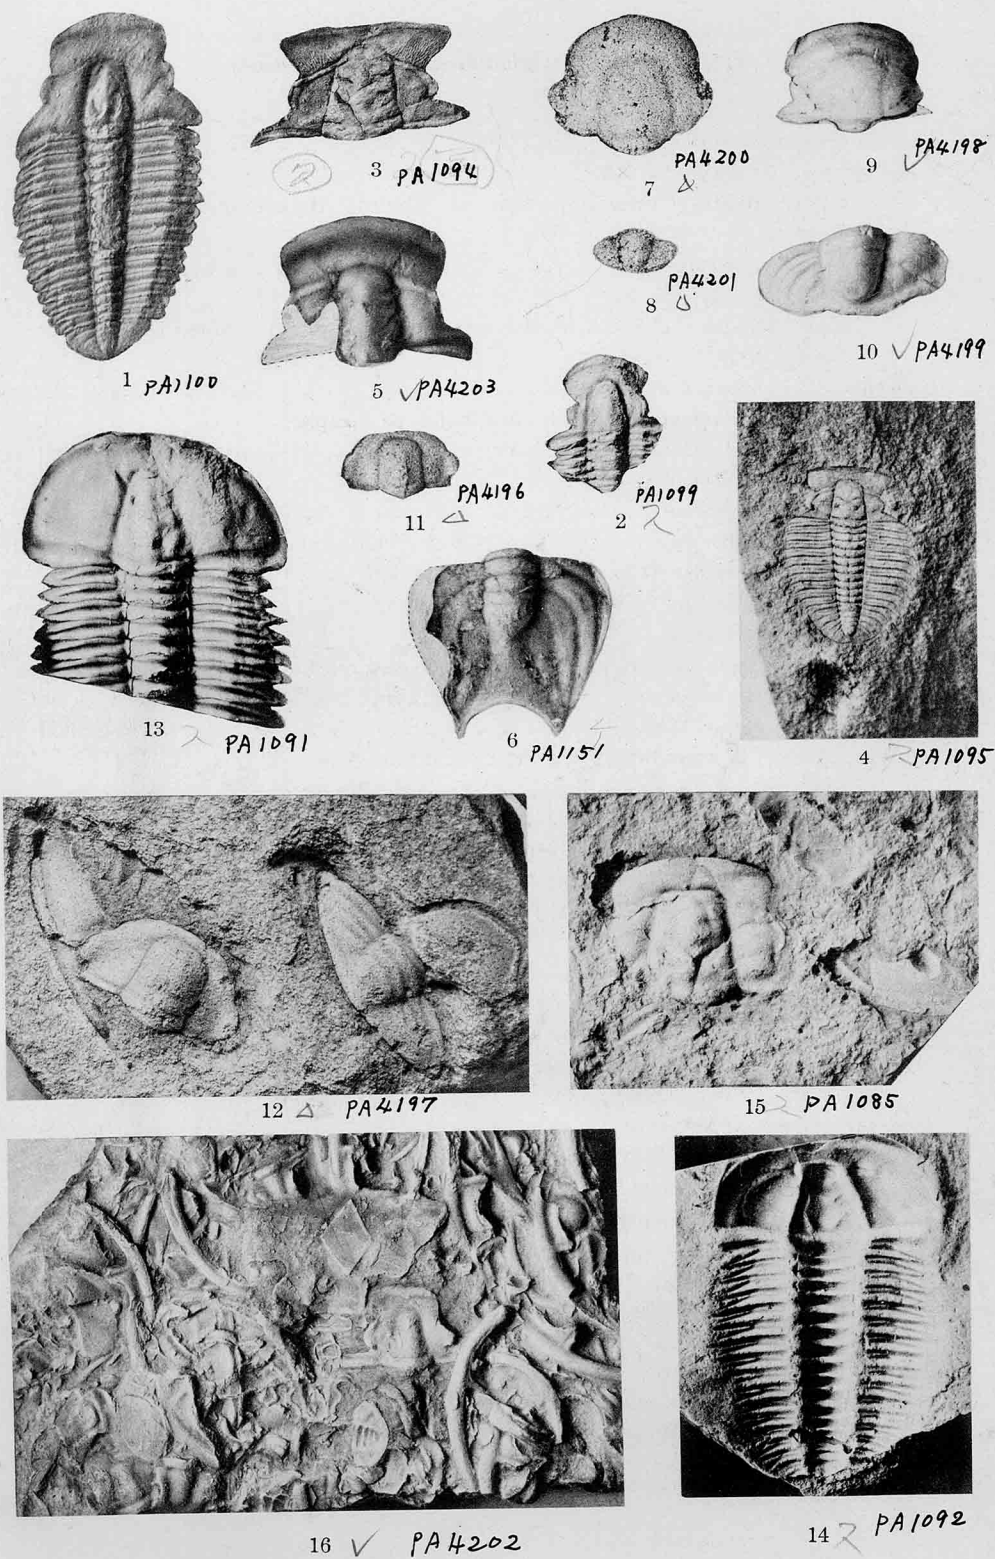 3 PA1094
2
PA4200
7 △
9 ✓ PA4198
PA4201
8 △
1 PA1100
5 ✓ PA4203
10 ✓ PA4199
PA4196
11 △
PA1099
2
13 PA1091
6 PA1151
4 PA1095
12 △ PA4197
15 PA1085
16 ✓ PA4202
14 PA1092